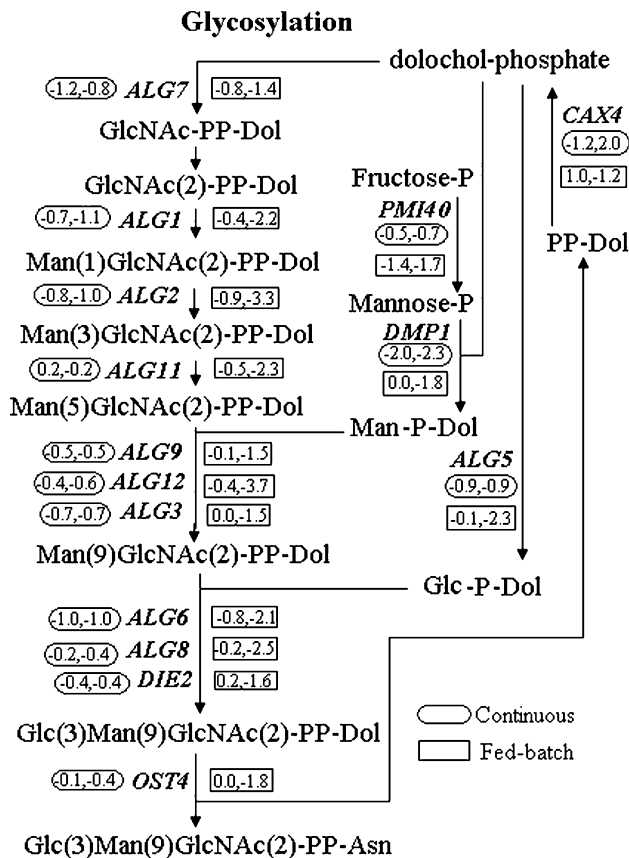 Glycosylation
dolochol-phosphate
-1.2,-0.8 ALG7 -0.8,-1.4
GlcNAc-PP-Dol
GlcNAc(2)-PP-Dol
-0.7,-1.1 ALG1 -0.4,-2.2
Man(1)GlcNAc(2)-PP-Dol
-0.8,-1.0 ALG2 -0.9,-3.3
Man(3)GlcNAc(2)-PP-Dol
0.2,-0.2 ALG11 -0.5,-2.3
Man(5)GlcNAc(2)-PP-Dol
-0.5,-0.5 ALG9 -0.1,-1.5
-0.4,-0.6 ALG12 -0.4,-3.7
-0.7,-0.7 ALG3 0.0,-1.5
Man(9)GlcNAc(2)-PP-Dol
-1.0,-1.0 ALG6 -0.8,-2.1
-0.2,-0.4 ALG8 -0.2,-2.5
-0.4,-0.4 DIE2 0.2,-1.6
Glc(3)Man(9)GlcNAc(2)-PP-Dol
-0.1,-0.4 OST4 0.0,-1.8
Glc(3)Man(9)GlcNAc(2)-PP-Asn
Fructose-P
PMI40
-0.5,-0.7
-1.4,-1.7
Mannose-P
DMP1
-2.0,-2.3
0.0,-1.8
Man-P-Dol
ALG5
-0.9,-0.9
-0.1,-2.3
Glc-P-Dol
CAX4
-1.2,2.0
1.0,-1.2
PP-Dol
Continuous
Fed-batch